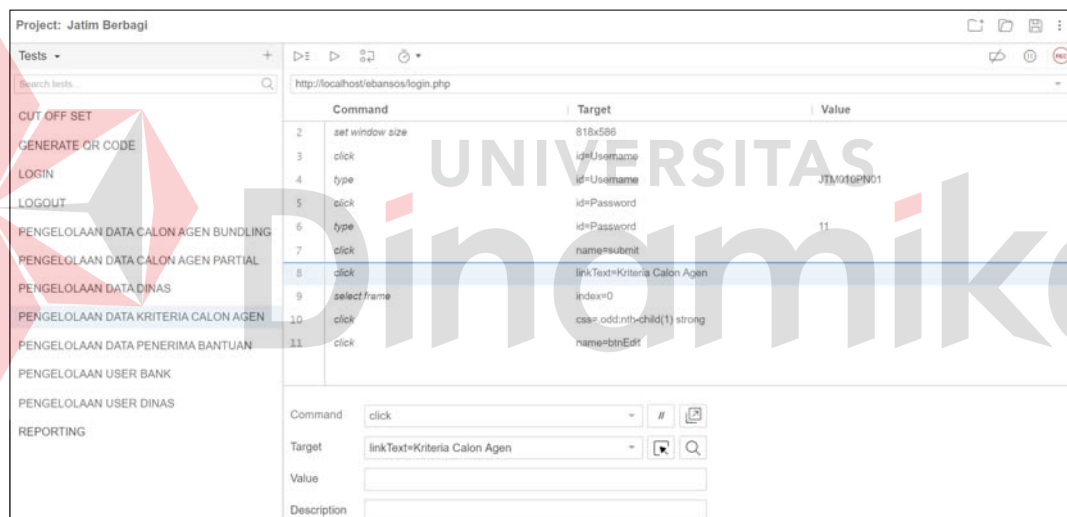 Project: Jatim Berbagi
Tests
Search tests...
http://localhost/ebansos/login.php
CUT OFF SET
GENERATE QR CODE
LOGIN
LOGOUT
PENGELOLAAN DATA CALON AGEN BUNDLING
PENGELOLAAN DATA CALON AGEN PARTIAL
PENGELOLAAN DATA DINAS
PENGELOLAAN DATA KRITERIA CALON AGEN
PENGELOLAAN DATA PENERIMA BANTUAN
PENGELOLAAN USER BANK
PENGELOLAAN USER DINAS
REPORTING
Command Target Value
2 set window size 818x586
3 click id=Username
4 type id=Username JTM010PN01
5 click id=Password
6 type id=Password 11
7 click name=submit
8 click linkText=Kriteria Calon Agen
9 select frame index=0
10 click css=.odd:nth-child(1) strong
11 click name=btnEdit
Command click //
Target linkText=Kriteria Calon Agen
Value
Description
REC
UNIVERSITAS
Dinamika